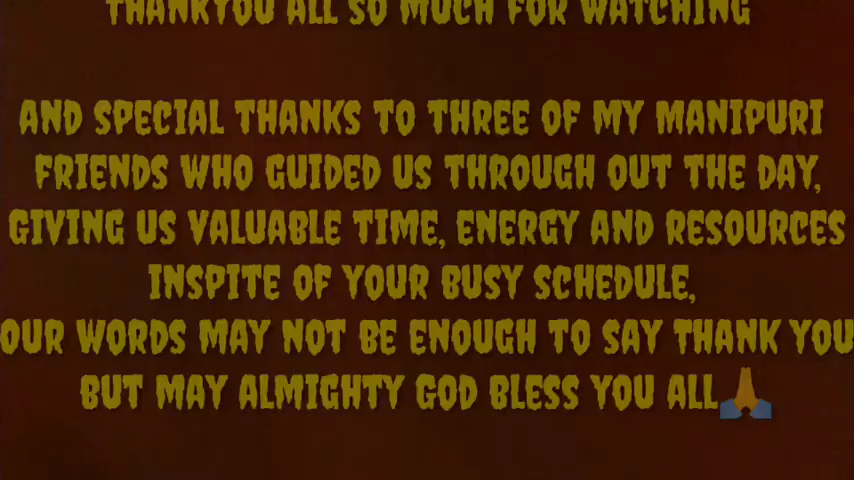 THANKYOU ALL SO MUCH FOR WATCHING
AND SPECIAL THANKS TO THREE OF MY MANIPURI
FRIENDS WHO GUIDED US THROUGH OUT THE DAY,
GIVING US VALUABLE TIME, ENERGY AND RESOURCES
INSPITE OF YOUR BUSY SCHEDULE,
OUR WORDS MAY NOT BE ENOUGH TO SAY THANK YOU
BUT MAY ALMIGHTY GOD BLESS YOU ALL🙏